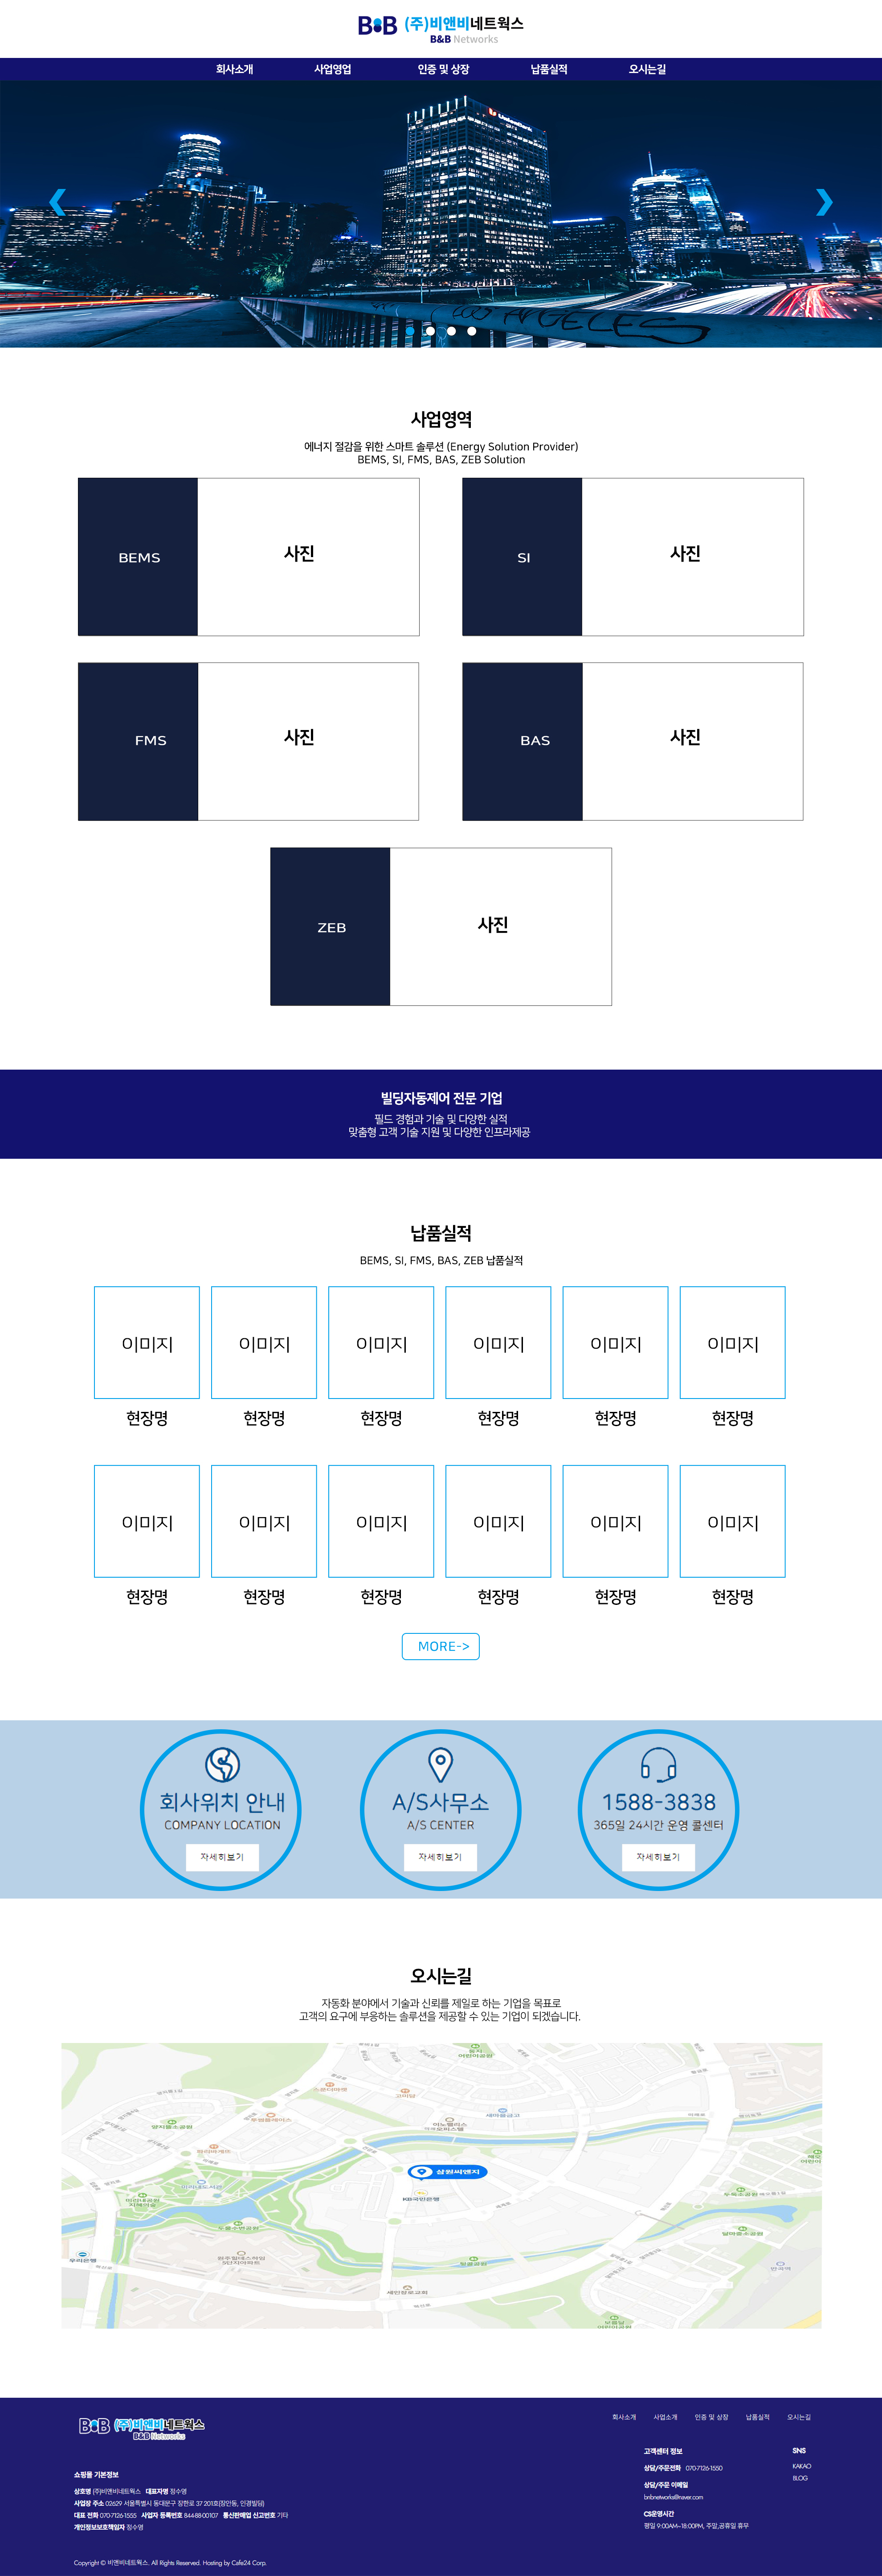 B&B (주)비앤비네트웍스
B&B Networks
회사소개 사업영업 인증 및 상장 납품실적 오시는길
사업영역
에너지 절감을 위한 스마트 솔루션 (Energy Solution Provider)
BEMS, SI, FMS, BAS, ZEB Solution
BEMS 사진 SI 사진
FMS 사진 BAS 사진
ZEB 사진
빌딩자동제어 전문 기업
필드 경험과 기술 및 다양한 실적
맞춤형 고객 기술 지원 및 다양한 인프라제공
납품실적
BEMS, SI, FMS, BAS, ZEB 납품실적
이미지 이미지 이미지 이미지 이미지 이미지
현장명 현장명 현장명 현장명 현장명 현장명
이미지 이미지 이미지 이미지 이미지 이미지
현장명 현장명 현장명 현장명 현장명 현장명
MORE->
회사위치 안내 A/S사무소 1588-3838
COMPANY LOCATION A/S CENTER 365일 24시간 운영 콜센터
자세히보기 자세히보기 자세히보기
오시는길
자동화 분야에서 기술과 신뢰를 제일로 하는 기업을 목표로
고객의 요구에 부응하는 솔루션을 제공할 수 있는 기업이 되겠습니다.
삼원씨앤지
KB국민은행
우리은행
새마을금고
회사소개 사업소개 인증 및 상장 납품실적 오시는길
B&B (주)비앤비네트웍스
B&B Networks
고객센터 정보 SNS
상담/주문전화 070-7126-1550 KAKAO
BLOG
상담/주문 이메일
bnbnetworks@naver.com
CS운영시간
평일 9:00AM~18:00PM, 주말,공휴일 휴무
쇼핑몰 기본정보
상호명 (주)비앤비네트웍스 대표자명 정수영
사업장 주소 02629 서울특별시 동대문구 장한로 37 201호(장안동, 인경빌딩)
대표 전화 070-7126-1555 사업자 등록번호 844-88-00107 통신판매업 신고번호 기다
개인정보보호책임자 정수영
Copyright © 비앤비네트웍스. All Rights Reserved. Hosting by Cafe24 Corp.